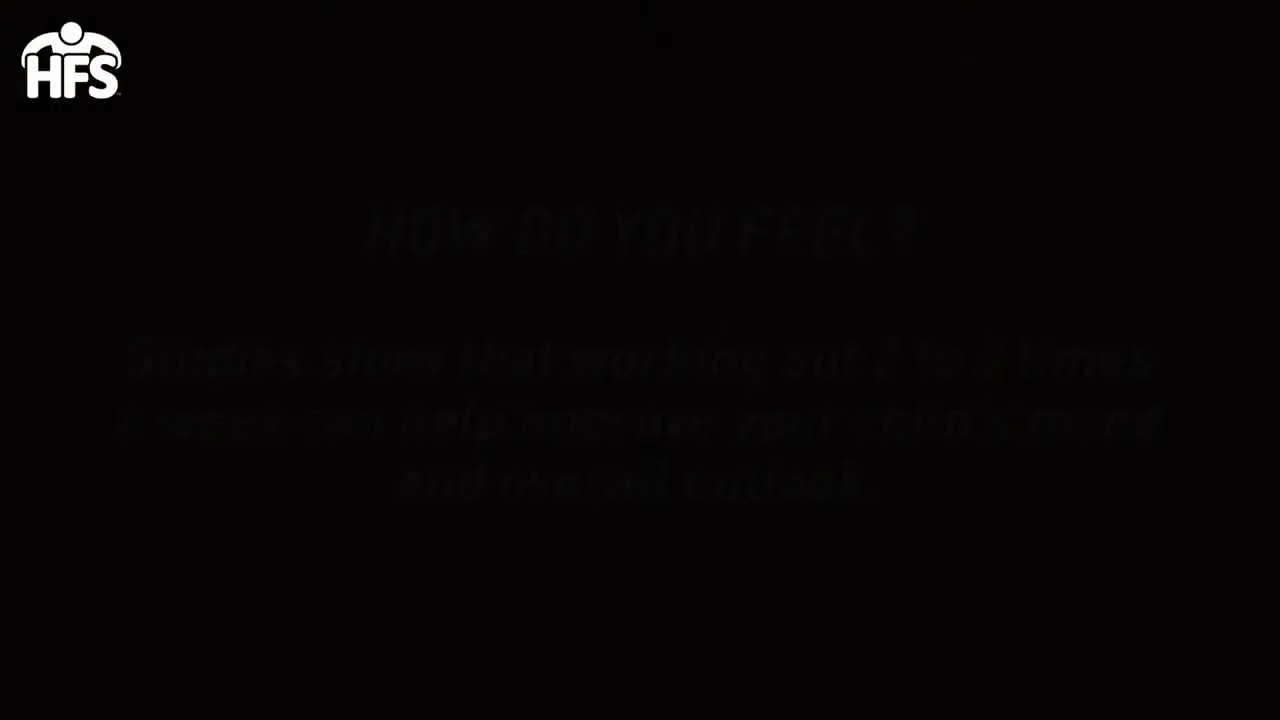 HFS
HOW DO YOU FEEL?
Studies show that working out 2 to 3 times
a week can help improve your child's mood
and overall outlook.